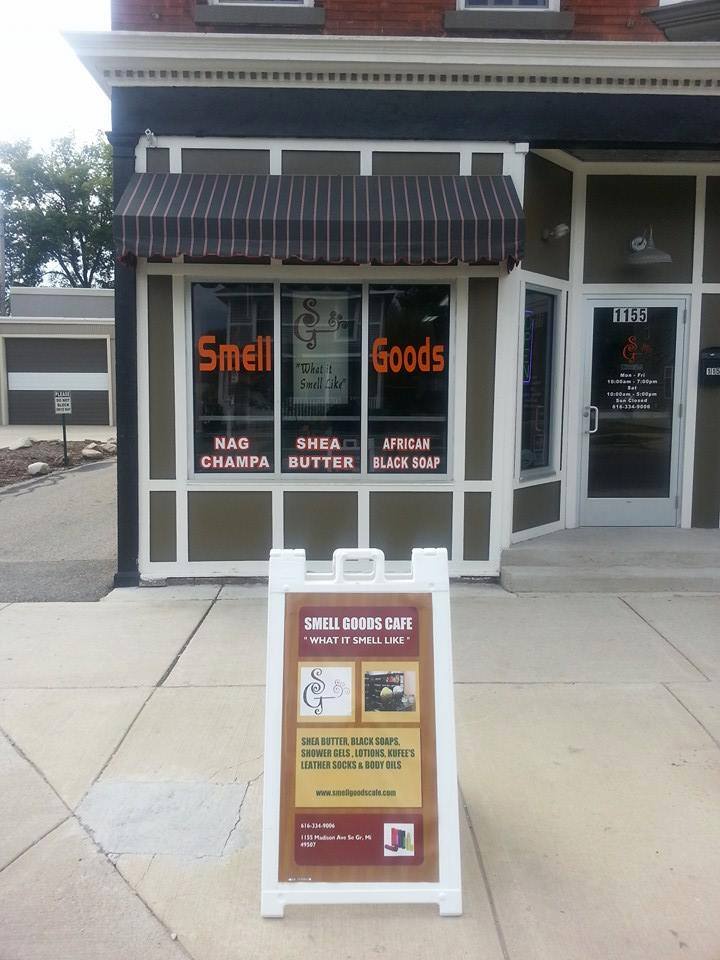 1155
Smell
SG
"What it
Smell Like"
Goods
Mon - Fri
10:00am - 7:00pm
Sat
10:00am - 5:00pm
Sun Closed
616-334-9006
NAG
CHAMPA
SHEA
BUTTER
AFRICAN
BLACK SOAP
PLEASE
DO NOT
BLOCK
SMELL GOODS CAFE
" WHAT IT SMELL LIKE "
SG
SHEA BUTTER, BLACK SOAPS,
SHOWER GELS , LOTIONS, KUFEE'S
LEATHER SOCKS & BODY OILS
www.smellgoodscafe.com
616-334-9006
1155 Madison Ave Se Gr, Mi
49507